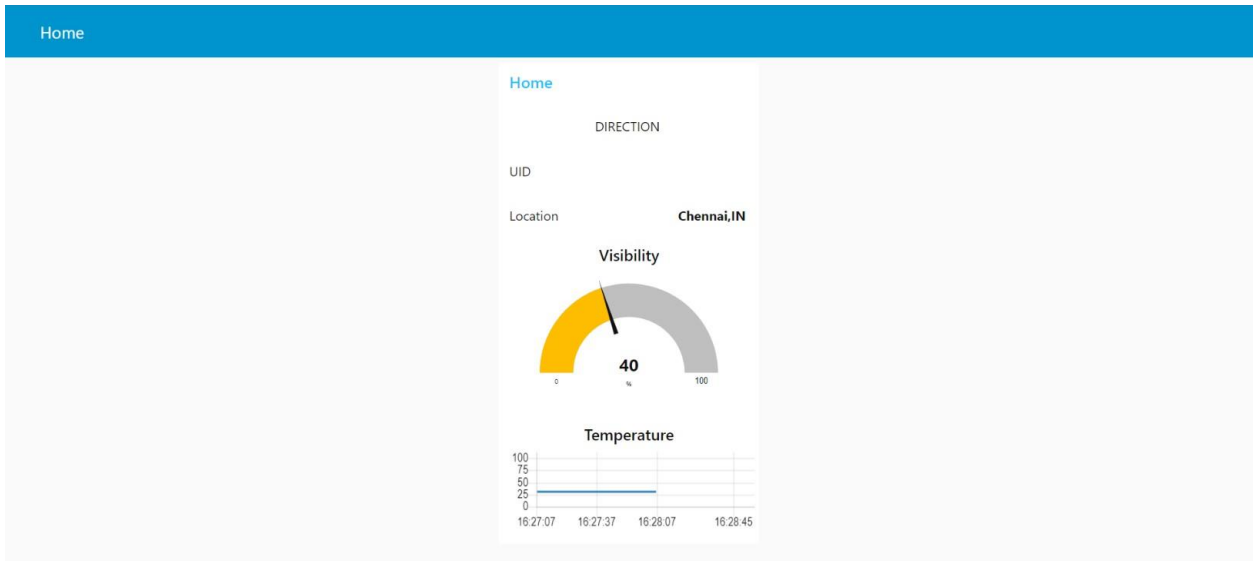 Home
Home
DIRECTION
UID
Location Chennai,IN
Visibility
40
0 % 100
Temperature
100
75
50
25
0
16:27:07 16:27:37 16:28:07 16:28:45